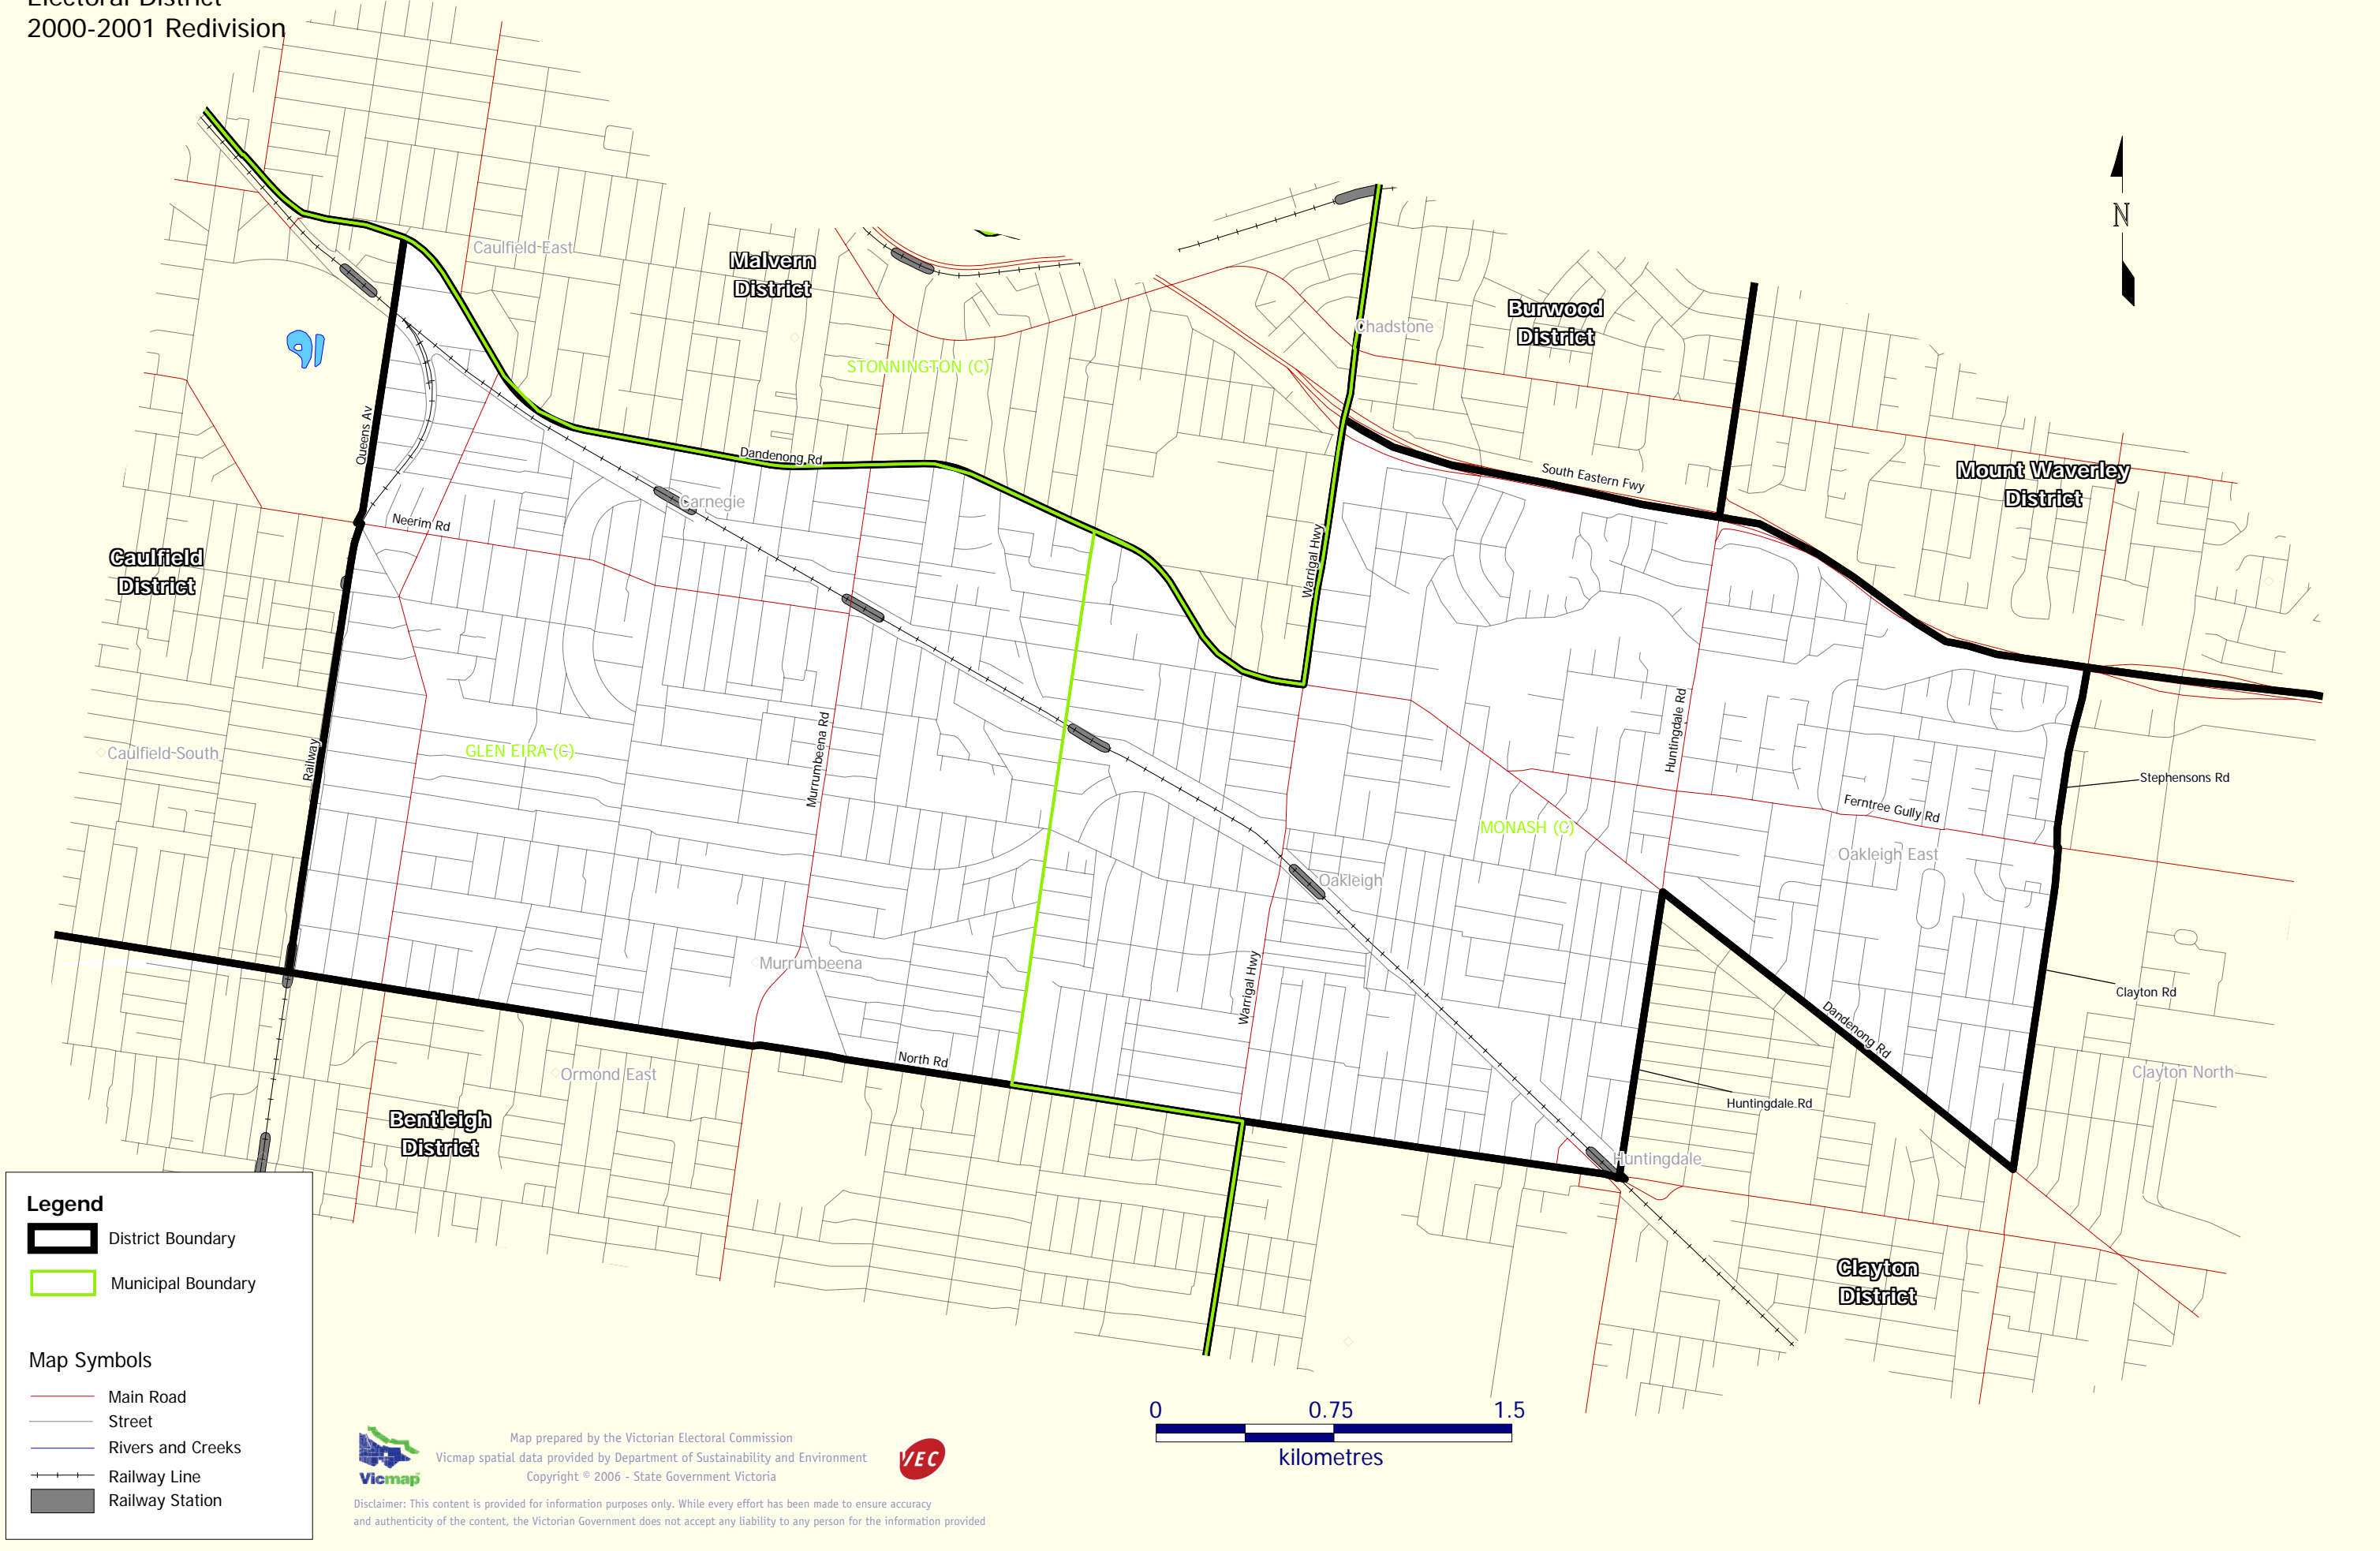 Electoral District
2000-2001 Redivision
N
Caulfield East
Malvern
District
Burwood
District
Chadstone
STONNINGTON (C)
Mount Waverley
District
Queens Av
Dandenong Rd
South Eastern Fwy
Carnegie
Neerim Rd
Warrigal Hwy
Caulfield
District
Huntingdale Rd
Caulfield South
Railway
GLEN EIRA (C)
Murrumbeena Rd
Stephensons Rd
Ferntree Gully Rd
MONASH (C)
Oakleigh East
Oakleigh
Murrumbeena
Warrigal Hwy
Clayton Rd
Dandenong Rd
North Rd
Ormond East
Clayton North
Huntingdale Rd
Bentleigh
District
Huntingdale
Clayton
District
Legend
District Boundary
Municipal Boundary
Map Symbols
Main Road
Street
Rivers and Creeks
Railway Line
Railway Station
Vicmap
Map prepared by the Victorian Electoral Commission
Vicmap spatial data provided by Department of Sustainability and Environment
Copyright © 2006 - State Government Victoria
VEC
Disclaimer: This content is provided for information purposes only. While every effort has been made to ensure accuracy
and authenticity of the content, the Victorian Government does not accept any liability to any person for the information provided
0 0.75 1.5
kilometres